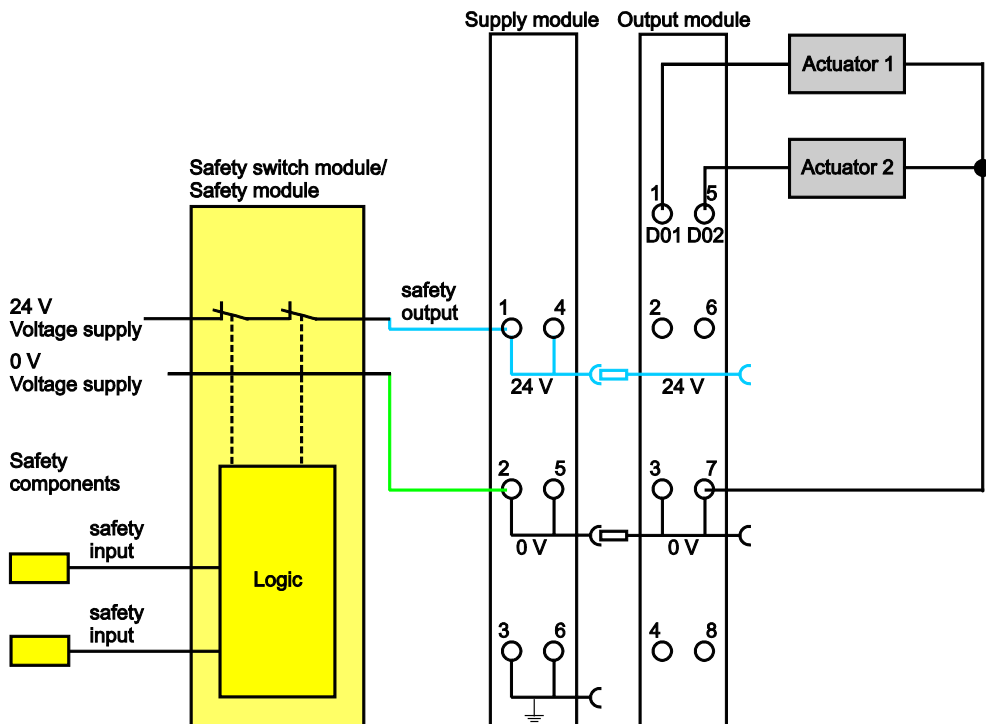 Supply module
Output module
Actuator 1
Actuator 2
Safety switch module/
Safety module
1
5
D01
D02
24 V
Voltage supply
safety
output
1
4
2
6
0 V
Voltage supply
24 V
24 V
Safety
components
2
5
3
7
safety
input
0 V
0 V
Logic
safety
input
3
6
4
8